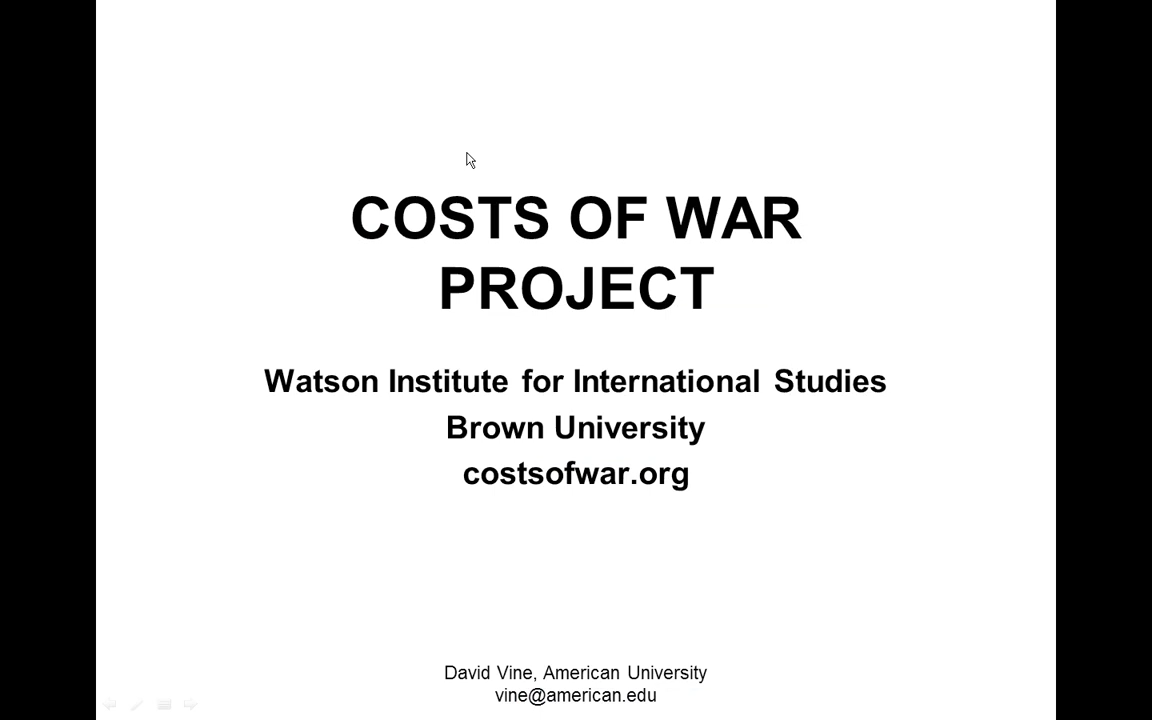 COSTS OF WAR
PROJECT
Watson Institute for International Studies
Brown University
costsofwar.org
David Vine, American University
vine@american.edu